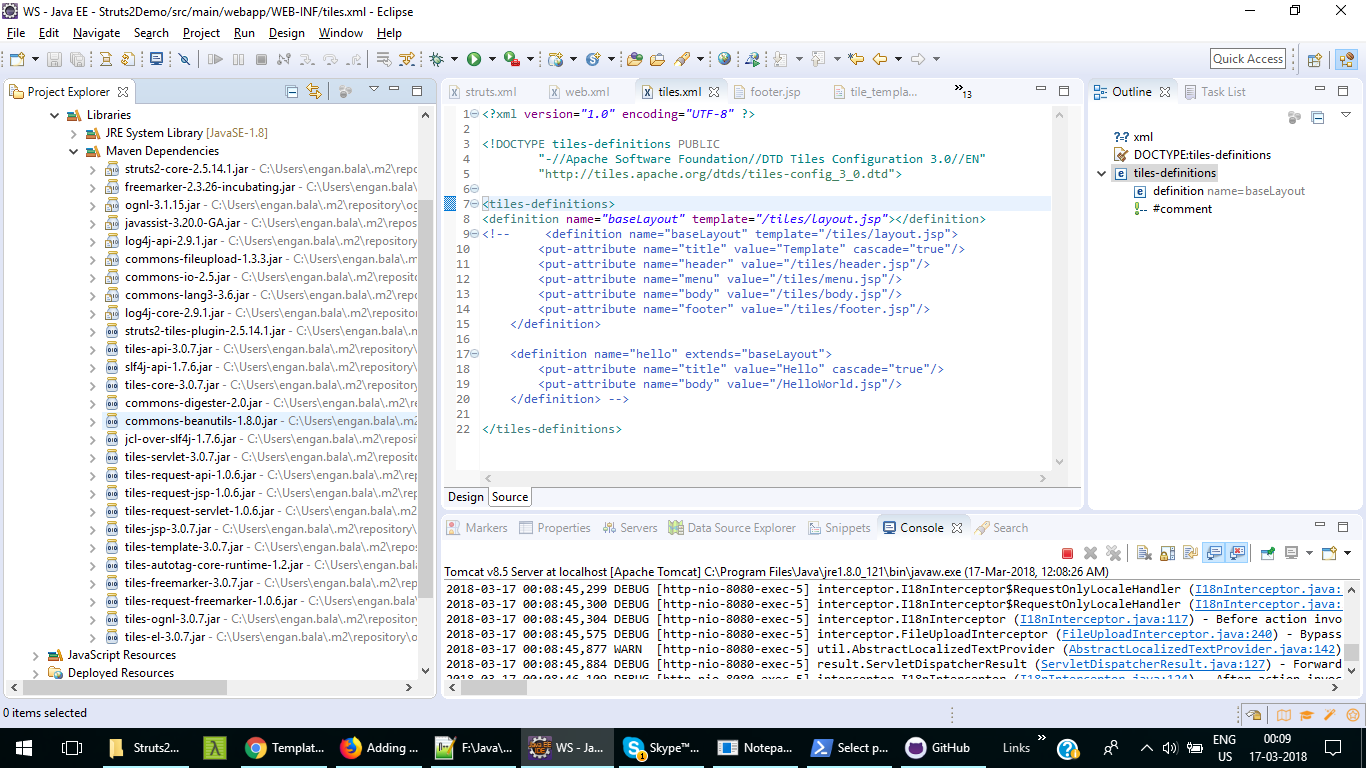 WS - Java EE - Struts2Demo/src/main/webapp/WEB-INF/tiles.xml - Eclipse
File Edit Navigate Search Project Run Design Window Help
Quick Access
Project Explorer
Libraries
JRE System Library [JavaSE-1.8]
Maven Dependencies
struts2-core-2.5.14.1.jar - C:\Users\engan.bala\.m2\repo
freemarker-2.3.26-incubating.jar - C:\Users\engan.bala\.
ognl-3.1.15.jar - C:\Users\engan.bala\.m2\repository\og
javassist-3.20.0-GA.jar - C:\Users\engan.bala\.m2\repos
log4j-api-2.9.1.jar - C:\Users\engan.bala\.m2\repository
commons-fileupload-1.3.3.jar - C:\Users\engan.bala\.m2
commons-io-2.5.jar - C:\Users\engan.bala\.m2\repositor
commons-lang3-3.6.jar - C:\Users\engan.bala\.m2\repos
log4j-core-2.9.1.jar - C:\Users\engan.bala\.m2\reposito
struts2-tiles-plugin-2.5.14.1.jar - C:\Users\engan.bala\.n
tiles-api-3.0.7.jar - C:\Users\engan.bala\.m2\repository\
slf4j-api-1.7.6.jar - C:\Users\engan.bala\.m2\repository\
tiles-core-3.0.7.jar - C:\Users\engan.bala\.m2\repositor
commons-digester-2.0.jar - C:\Users\engan.bala\.m2\re
commons-beanutils-1.8.0.jar - C:\Users\engan.bala\.m2
jcl-over-slf4j-1.7.6.jar - C:\Users\engan.bala\.m2\reposi
tiles-servlet-3.0.7.jar - C:\Users\engan.bala\.m2\reposit
tiles-request-api-1.0.6.jar - C:\Users\engan.bala\.m2\re
tiles-request-jsp-1.0.6.jar - C:\Users\engan.bala\.m2\re
tiles-request-servlet-1.0.6.jar - C:\Users\engan.bala\.m2
tiles-jsp-3.0.7.jar - C:\Users\engan.bala\.m2\repository\
tiles-template-3.0.7.jar - C:\Users\engan.bala\.m2\repo
tiles-autotag-core-runtime-1.2.jar - C:\Users\engan.bal
tiles-freemarker-3.0.7.jar - C:\Users\engan.bala\.m2\re
tiles-request-freemarker-1.0.6.jar - C:\Users\engan.bala
tiles-ognl-3.0.7.jar - C:\Users\engan.bala\.m2\repositor
tiles-el-3.0.7.jar - C:\Users\engan.bala\.m2\repository\o
JavaScript Resources
Deployed Resources
struts.xml web.xml tiles.xml footer.jsp tile_templa... 13
1 <?xml version="1.0" encoding="UTF-8" ?>
2
3 <!DOCTYPE tiles-definitions PUBLIC
4 "-//Apache Software Foundation//DTD Tiles Configuration 3.0//EN"
5 "http://tiles.apache.org/dtds/tiles-config_3_0.dtd">
6
7 <tiles-definitions>
8 <definition name="baseLayout" template="/tiles/layout.jsp"></definition>
9 <!-- <definition name="baseLayout" template="/tiles/layout.jsp">
10 <put-attribute name="title" value="Template" cascade="true"/>
11 <put-attribute name="header" value="/tiles/header.jsp"/>
12 <put-attribute name="menu" value="/tiles/menu.jsp"/>
13 <put-attribute name="body" value="/tiles/body.jsp"/>
14 <put-attribute name="footer" value="/tiles/footer.jsp"/>
15 </definition>
16
17 <definition name="hello" extends="baseLayout">
18 <put-attribute name="title" value="Hello" cascade="true"/>
19 <put-attribute name="body" value="/HelloWorld.jsp"/>
20 </definition> -->
21
22 </tiles-definitions>
Design Source
Outline Task List
xml
DOCTYPE:tiles-definitions
tiles-definitions
definition name=baseLayout
#comment
Markers Properties Servers Data Source Explorer Snippets Console Search
Tomcat v8.5 Server at localhost [Apache Tomcat] C:\Program Files\Java\jre1.8.0_121\bin\javaw.exe (17-Mar-2018, 12:08:26 AM)
2018-03-17 00:08:45,299 DEBUG [http-nio-8080-exec-5] interceptor.I18nInterceptor$RequestOnlyLocaleHandler (I18nInterceptor.java:
2018-03-17 00:08:45,300 DEBUG [http-nio-8080-exec-5] interceptor.I18nInterceptor$RequestOnlyLocaleHandler (I18nInterceptor.java:
2018-03-17 00:08:45,304 DEBUG [http-nio-8080-exec-5] interceptor.I18nInterceptor (I18nInterceptor.java:117) - Before action invo
2018-03-17 00:08:45,575 DEBUG [http-nio-8080-exec-5] interceptor.FileUploadInterceptor (FileUploadInterceptor.java:240) - Bypass
2018-03-17 00:08:45,877 WARN [http-nio-8080-exec-5] util.AbstractLocalizedTextProvider (AbstractLocalizedTextProvider.java:142)
2018-03-17 00:08:45,884 DEBUG [http-nio-8080-exec-5] result.ServletDispatcherResult (ServletDispatcherResult.java:127) - Forward
2018-03-17 00:08:46,109 DEBUG [http-nio-8080-exec-5] interceptor.I18nInterceptor (I18nInterceptor.java:124) - After action invoc
0 items selected
Struts2... Templat... Adding ... F:\Java\... WS - Ja... Skype™... Notepa... Select p... GitHub Links
ENG
US
00:09
17-03-2018